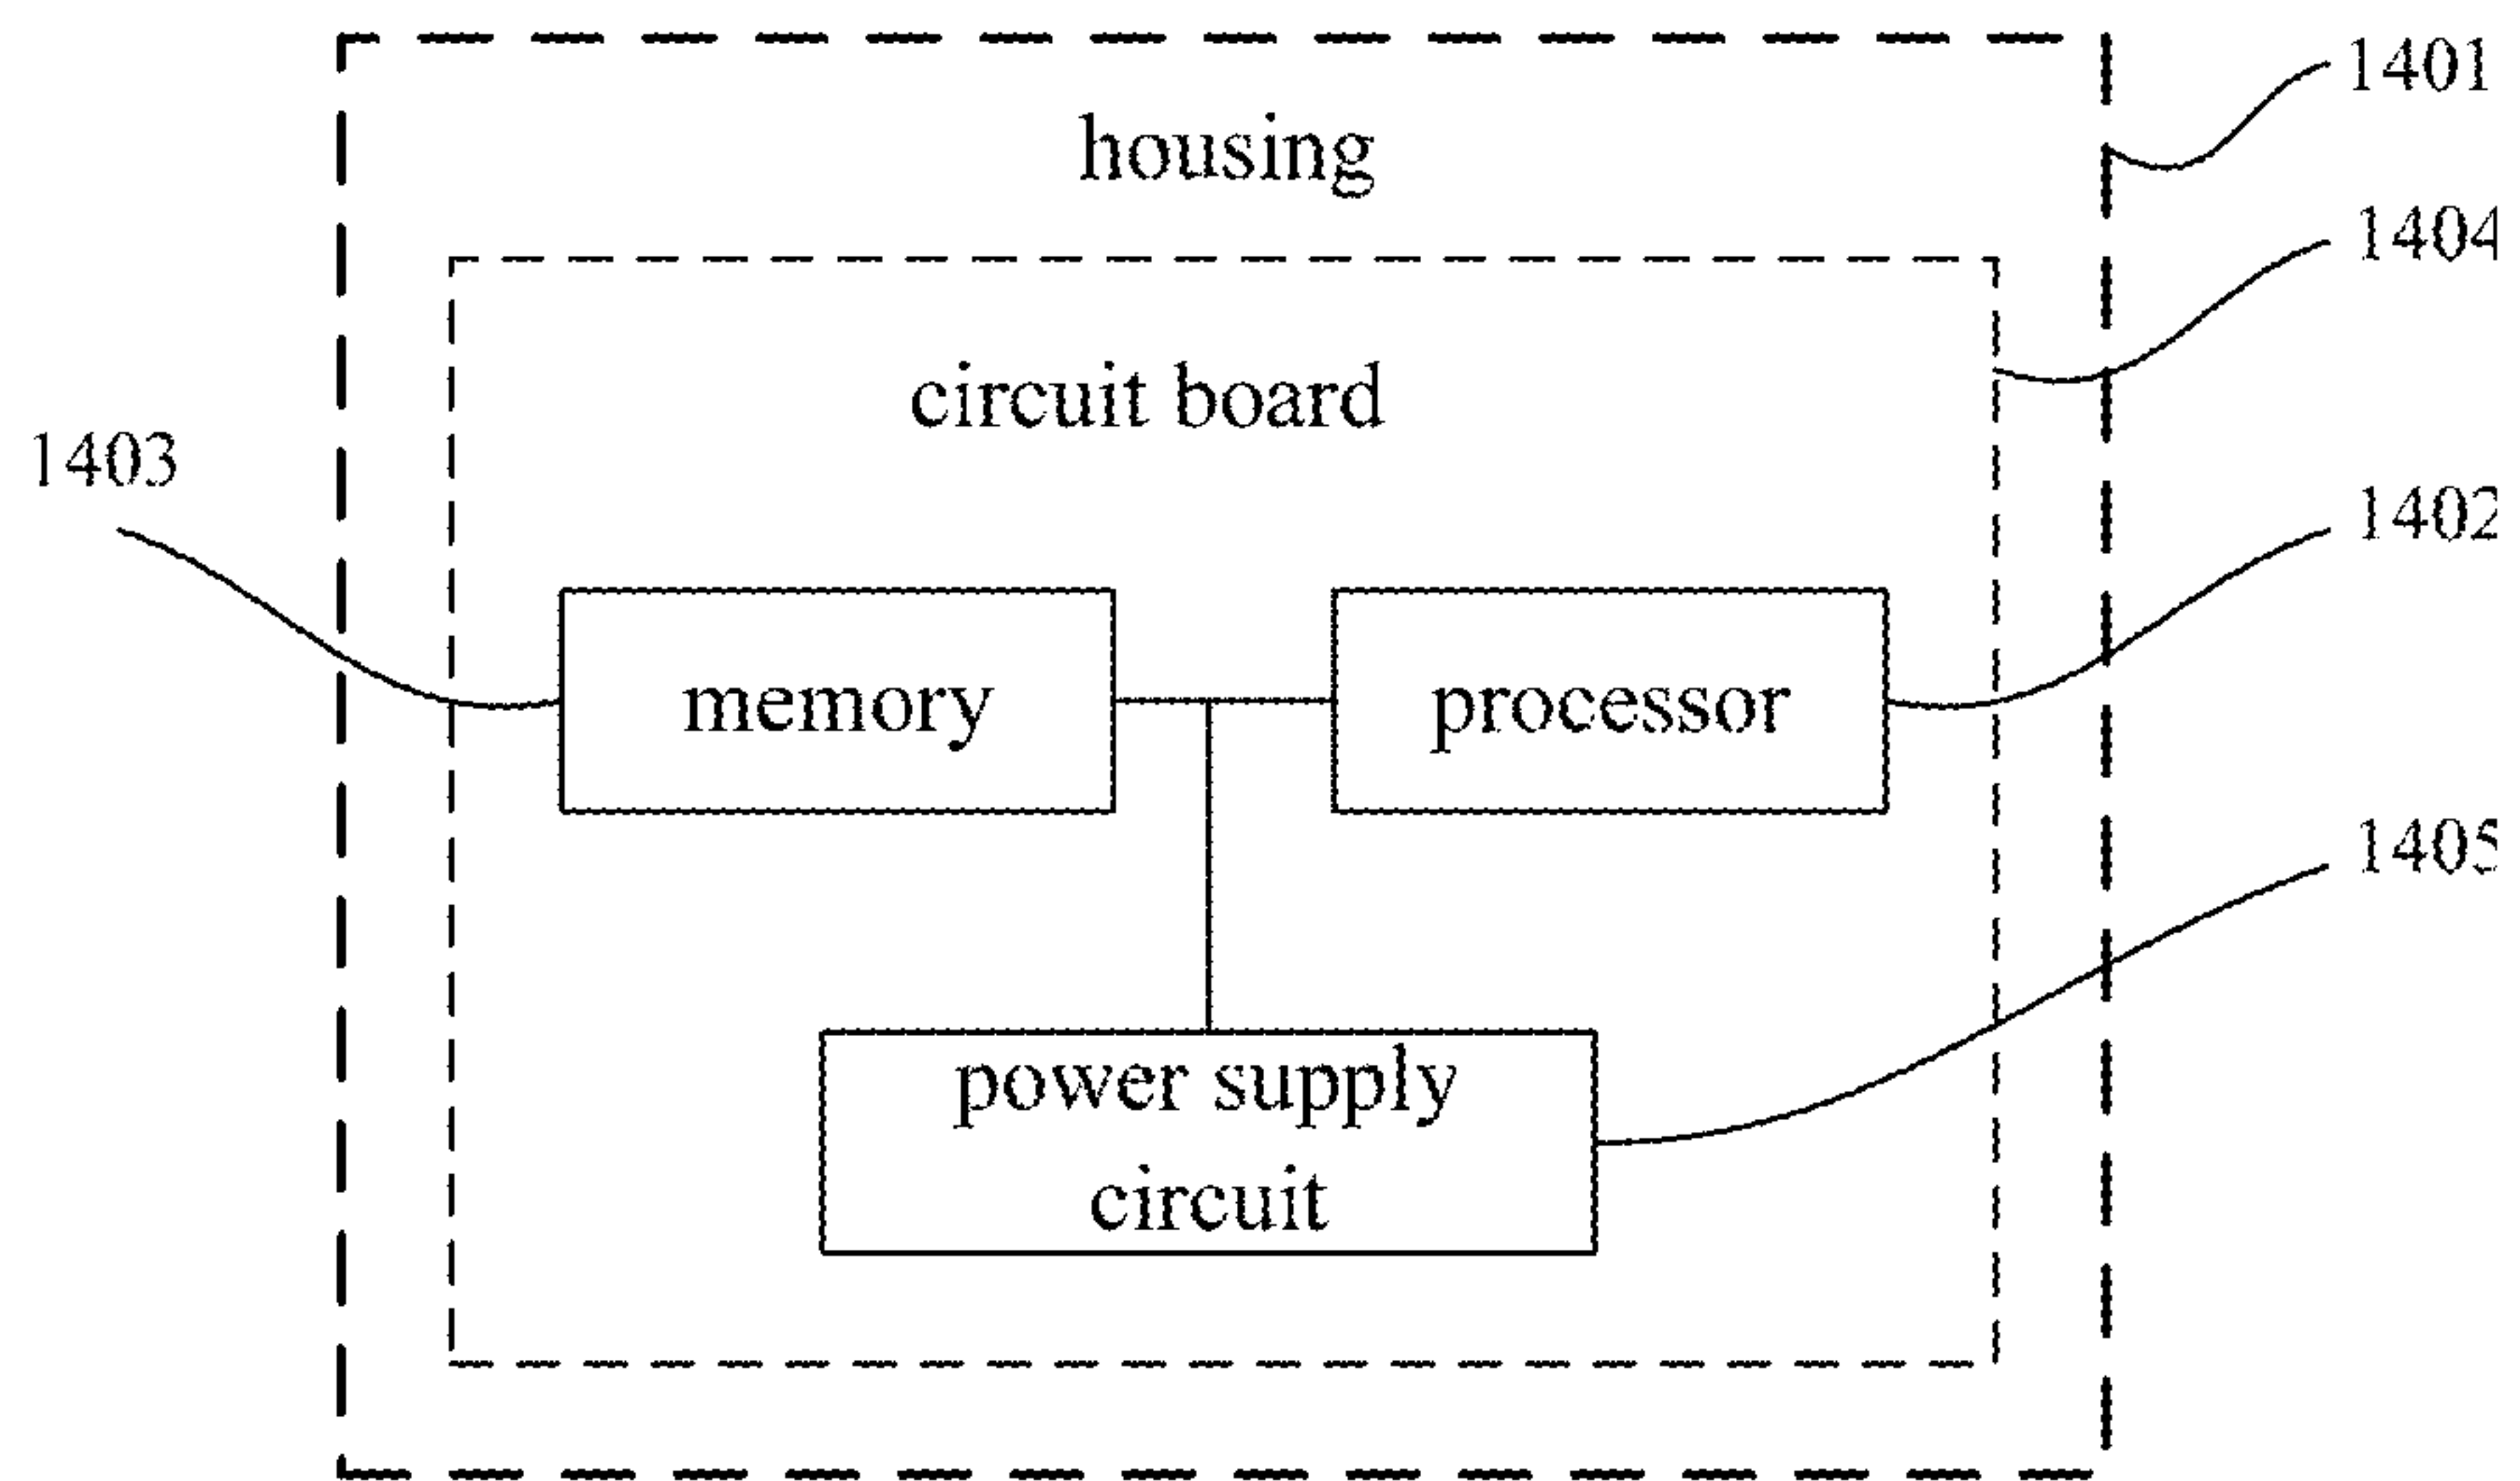 housing
1401
1404
circuit board
1403
1402
memory
processor
1405
power supply
circuit